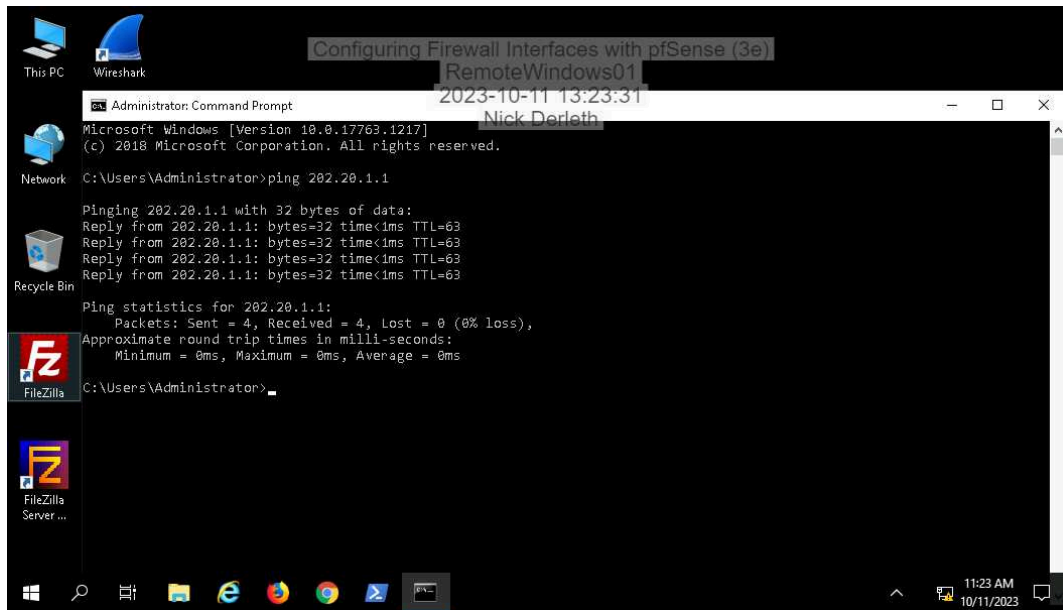 This PC
Wireshark
Configuring Firewall Interfaces with pfSense (3e)
RemoteWindows01
2023-10-11 13:23:31
Nick Derleth
Administrator: Command Prompt
Microsoft Windows [Version 10.0.17763.1217]
(c) 2018 Microsoft Corporation. All rights reserved.
Network
C:\Users\Administrator>ping 202.20.1.1
Pinging 202.20.1.1 with 32 bytes of data:
Reply from 202.20.1.1: bytes=32 time<1ms TTL=63
Reply from 202.20.1.1: bytes=32 time<1ms TTL=63
Reply from 202.20.1.1: bytes=32 time<1ms TTL=63
Reply from 202.20.1.1: bytes=32 time<1ms TTL=63
Recycle Bin
Ping statistics for 202.20.1.1:
Packets: Sent = 4, Received = 4, Lost = 0 (0% loss),
Approximate round trip times in milli-seconds:
Minimum = 0ms, Maximum = 0ms, Average = 0ms
C:\Users\Administrator>
Fz
FileZilla
FZ
FileZilla
Server ...
11:23 AM
10/11/2023